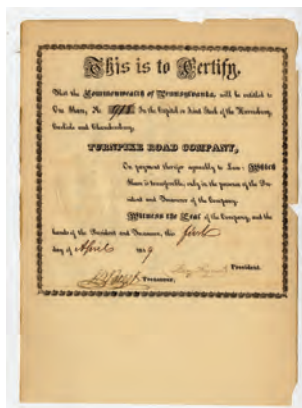 This is to Certify,
That the Commonwealth of Pennsylvania, will be entitled to
One Share, No. 918 In the Capital or Joint Stock of the Harrisburg,
Carlisle and Chambersburg,
TURNPIKE ROAD COMPANY,
On payment thereof agreeably to Law: Which
Share is transferable, only in the presence of the Pre-
sident and Treasurer of the Company.
Witness the Seal of the Company, and the
hands of the President and Treasurer, this first
day of April 9
President.
Treasurer,